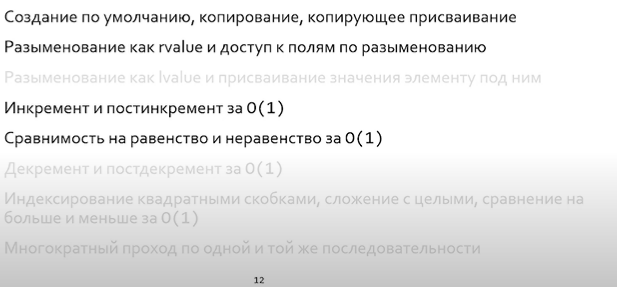 Создание по умолчанию, копирование, копирующее присваивание
Разыменование как rvalue и доступ к полям по разыменованию
Разыменование как lvalue и присваивание значения элементу под ним
Инкремент и постинкремент за O(1)
Сравнимость на равенство и неравенство за O(1)
Декремент и постдекремент за O(1)
Индексирование квадратными скобками, сложение с целыми, сравнение на
больше и меньше за O(1)
Многократный проход по одной и той же последовательности
12